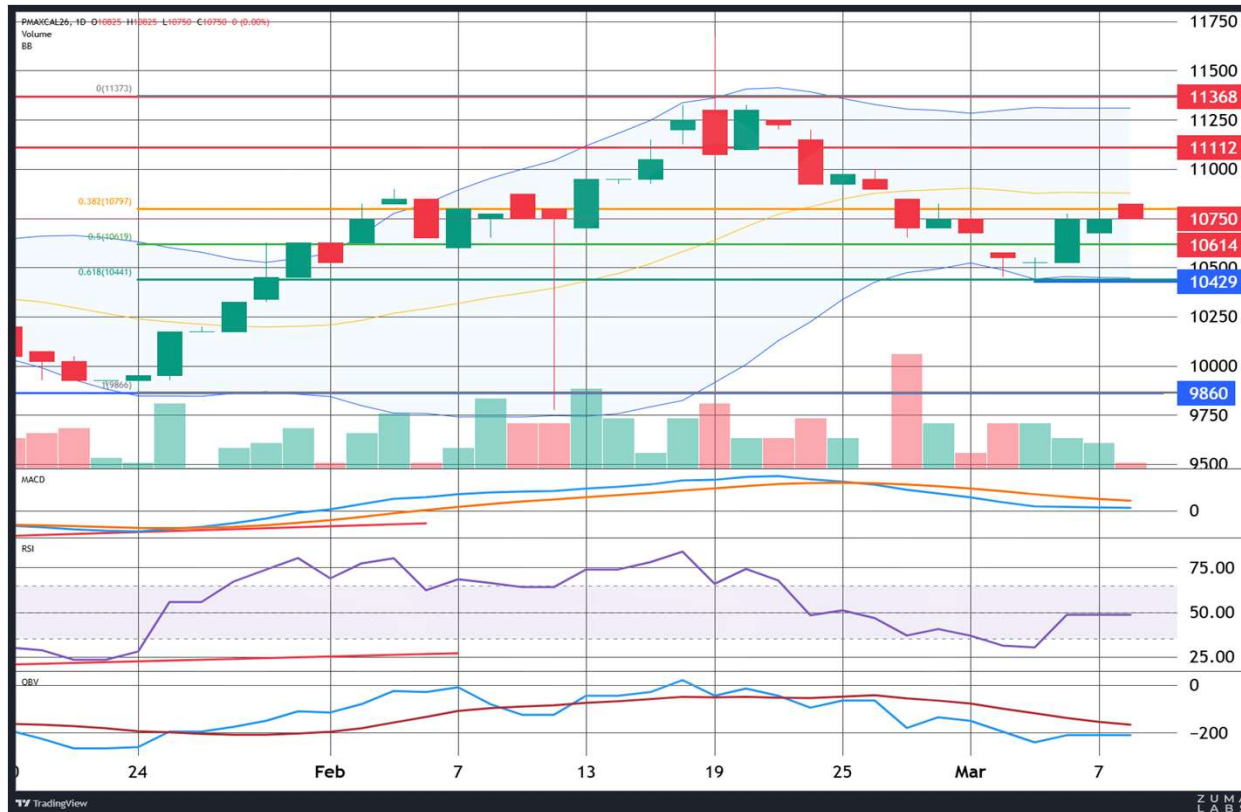 PMAXCAL26, 1D O10825 H10825 L10750 C10750 0 (0.00%)
Volume
BB
11750
11500
0(11373)
11368
11250
11112
11000
0.382(10797)
10750
0.5(10619)
10614
10500
0.618(10441)
10429
10250
10000
1(9866)
9860
9750
9500
MACD
0
RSI
75.00
50.00
25.00
OBV
0
−200
24 Feb 7 13 19 25 Mar 7
TradingView
ZUMA
LABS